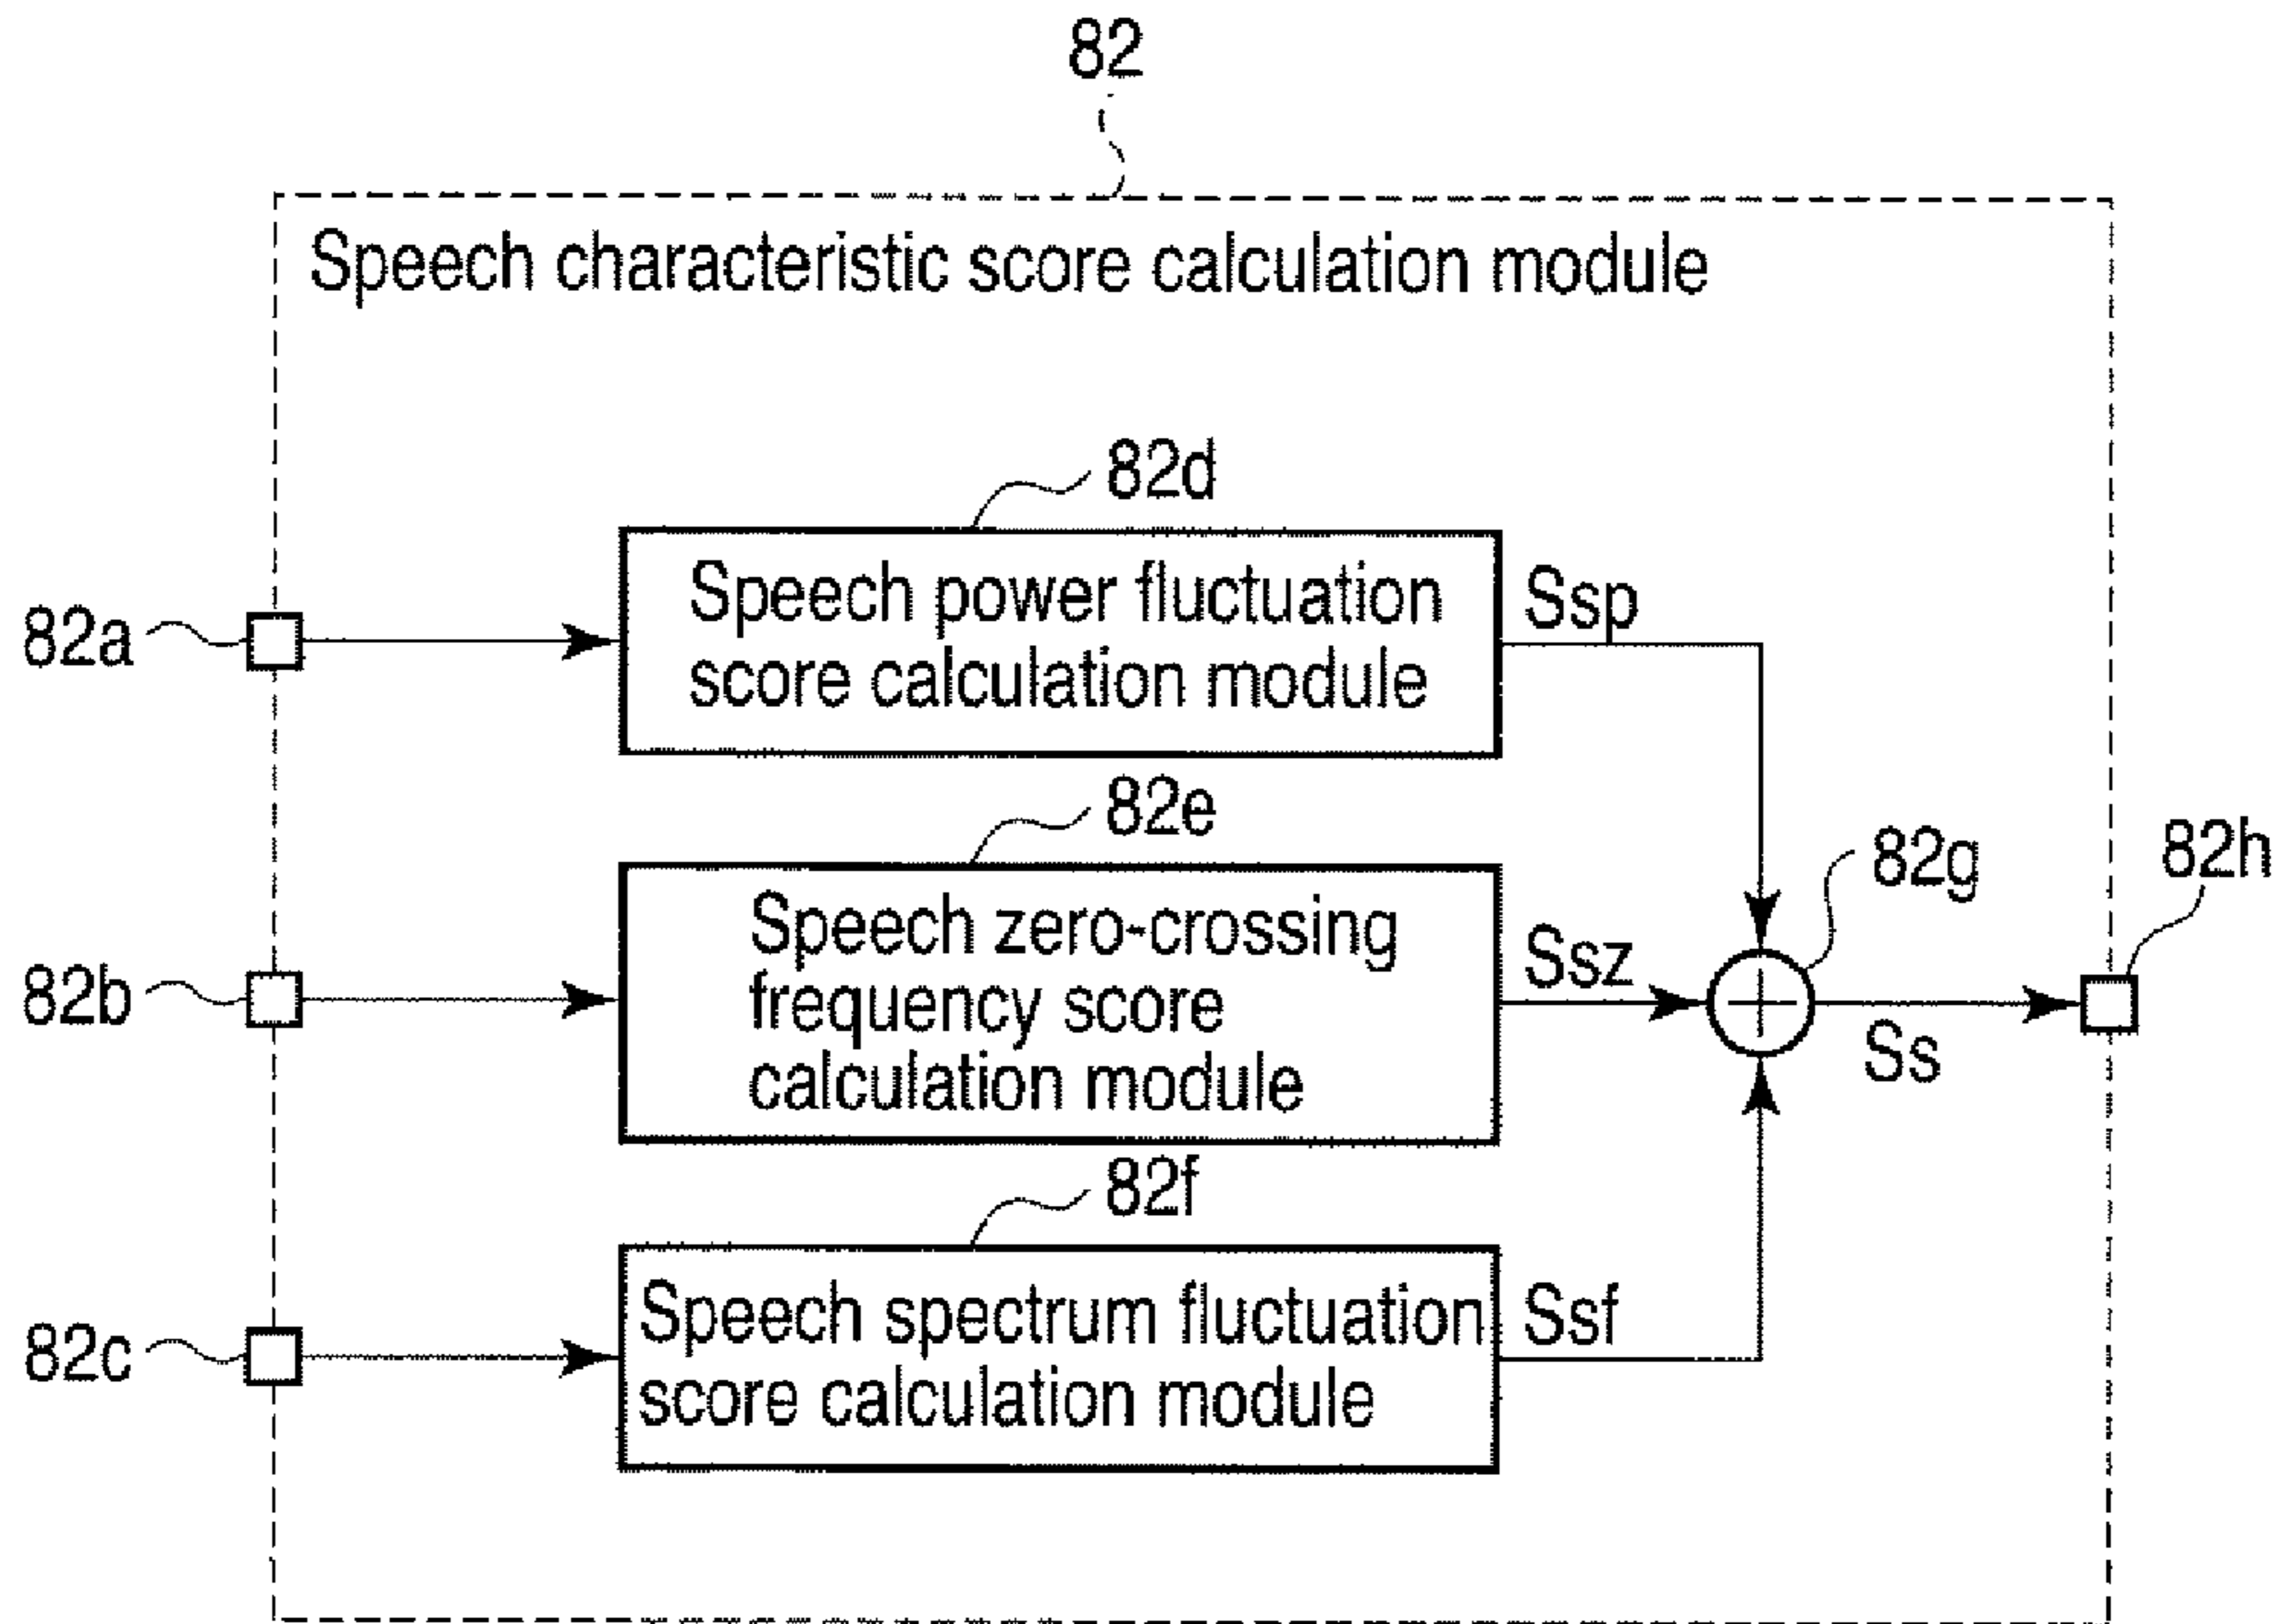 82
Speech characteristic score calculation module
82d
82a
Speech power fluctuation
score calculation module
Ssp
82e
82b
Speech zero-crossing
frequency score
calculation module
Ssz
82g
82h
Ss
82f
82c
Speech spectrum fluctuation
score calculation module
Ssf